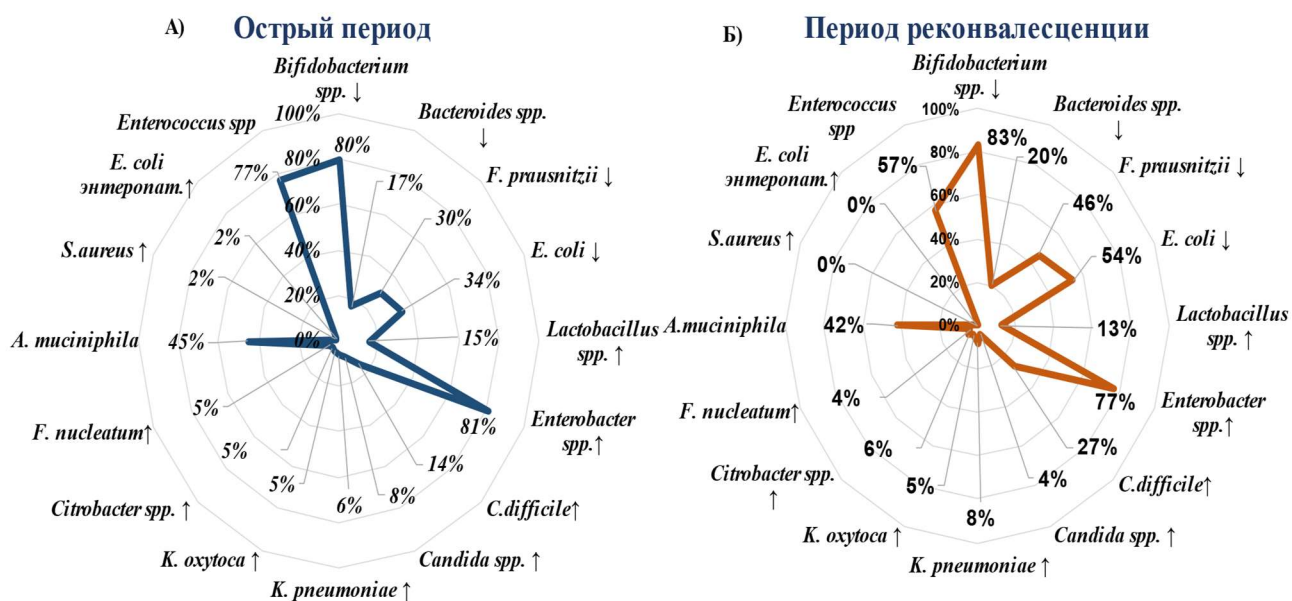 А) Острый период
Bifidobacterium
spp. ↓
Enterococcus spp
100%
Bacteroides spp.
↓
E. coli
энтеропат.↑
77%
80%
80%
17%
F. prausnitzii ↓
60%
30%
S.aureus ↑
2%
40%
E. coli ↓
2%
20%
34%
A. muciniphila
45%
0%
15%
Lactobacillus
spp. ↑
5%
81%
Enterobacter
spp.↑
F. nucleatum↑
5%
5%
6%
8%
14%
Citrobacter spp. ↑
C.difficile↑
K. oxytoca ↑
Candida spp. ↑
K. pneumoniae ↑
Б) Период реконвалесценции
Bifidobacterium
spp. ↓
Enterococcus
spp
100%
Bacteroides spp.
↓
E. coli
энтеропат.↑
57%
80%
83%
20%
F. prausnitzii ↓
0%
60%
46%
S.aureus ↑
0%
40%
54%
E. coli ↓
20%
A.muciniphila
42%
0%
13%
Lactobacillus
spp. ↑
4%
77%
Enterobacter
spp.↑
F. nucleatum↑
6%
5%
8%
4%
27%
Citrobacter spp.
↑
C.difficile↑
K. oxytoca ↑
Candida spp. ↑
K. pneumoniae ↑